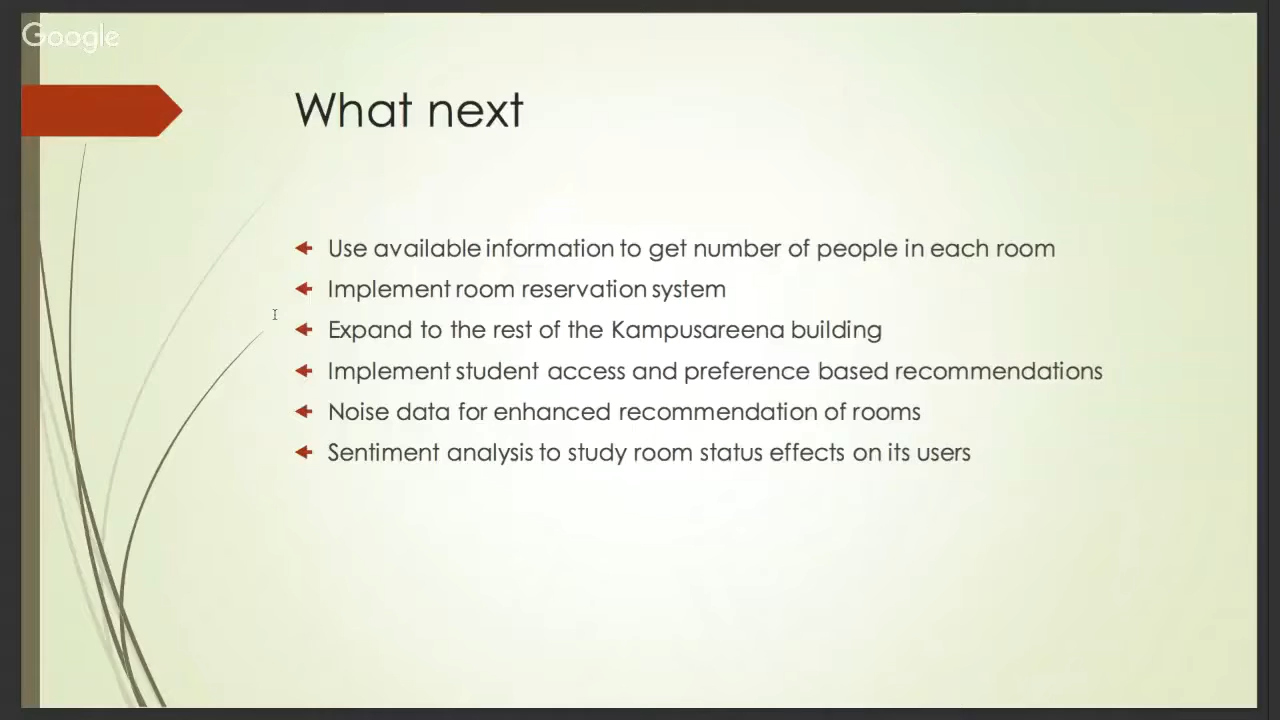 Google
What next
Use available information to get number of people in each room
Implement room reservation system
Expand to the rest of the Kampusareena building
Implement student access and preference based recommendations
Noise data for enhanced recommendation of rooms
Sentiment analysis to study room status effects on its users